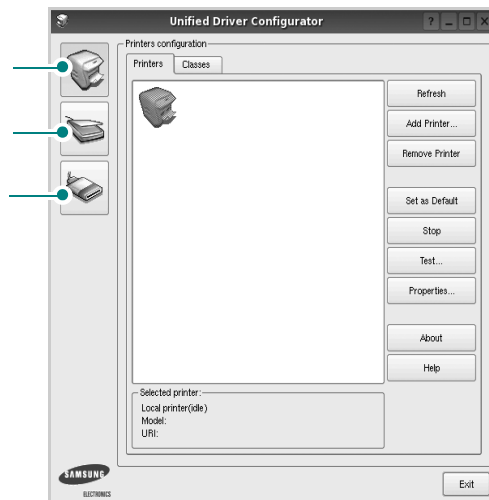 Unified Driver Configurator
Printers configuration
Printers Classes
Refresh
Add Printer...
Remove Printer
Set as Default
Stop
Test...
Properties...
About
Help
Selected printer:
Local printer(idle)
Model:
URI:
SAMSUNG
ELECTRONICS
Exit